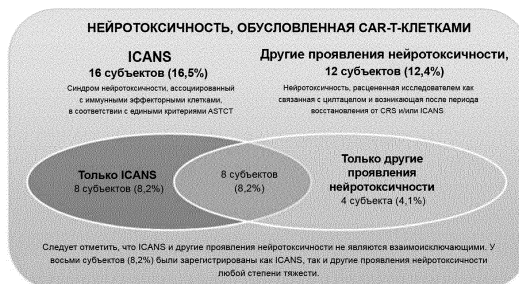 НЕЙРОТОКСИЧНОСТЬ, ОБУСЛОВЛЕННАЯ CAR-T-КЛЕТКАМИ
ICANS
16 субъектов (16,5%)
Синдром нейротоксичности, ассоциированный
с иммунными эффекторными клетками,
в соответствии с едиными критериями ASTCT
Другие проявления нейротоксичности,
12 субъектов (12,4%)
Нейротоксичность, расцененная исследователем как
связанная с цилтацелом и возникающая после периода
восстановления от CRS и/или ICANS
Только ICANS
8 субъектов (8,2%)
8 субъектов
(8,2%)
Только другие
проявления
нейротоксичности
4 субъекта (4,1%)
Следует отметить, что ICANS и другие проявления нейротоксичности не являются взаимоисключающими. У
восьми субъектов (8,2%) были зарегистрированы как ICANS, так и другие проявления нейротоксичности
любой степени тяжести.